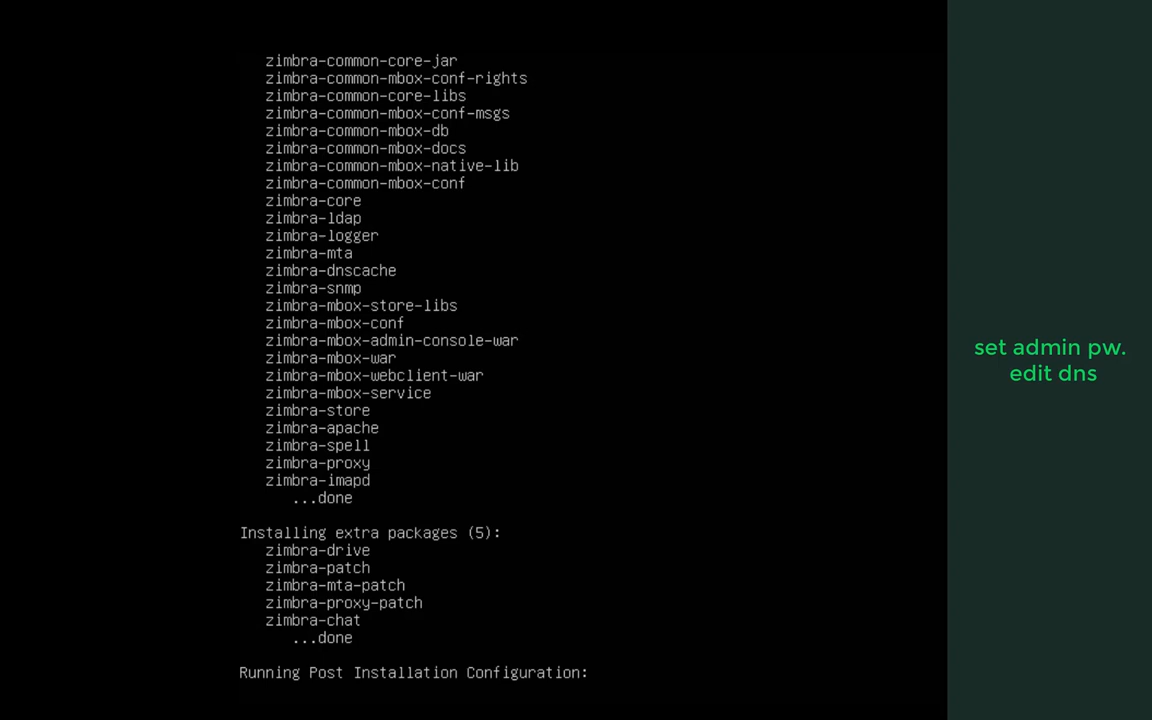 zimbra-common-core-jar
zimbra-common-mbox-conf-rights
zimbra-common-core-libs
zimbra-common-mbox-conf-msgs
zimbra-common-mbox-db
zimbra-common-mbox-docs
zimbra-common-mbox-native-lib
zimbra-common-mbox-conf
zimbra-core
zimbra-ldap
zimbra-logger
zimbra-mta
zimbra-dnscache
zimbra-snmp
zimbra-mbox-store-libs
zimbra-mbox-conf
zimbra-mbox-admin-console-war
zimbra-mbox-war
zimbra-mbox-webclient-war
zimbra-mbox-service
zimbra-store
zimbra-apache
zimbra-spell
zimbra-proxy
zimbra-imapd
...done
Installing extra packages (5):
zimbra-drive
zimbra-patch
zimbra-mta-patch
zimbra-proxy-patch
zimbra-chat
...done
Running Post Installation Configuration:
set admin pw.
edit dns